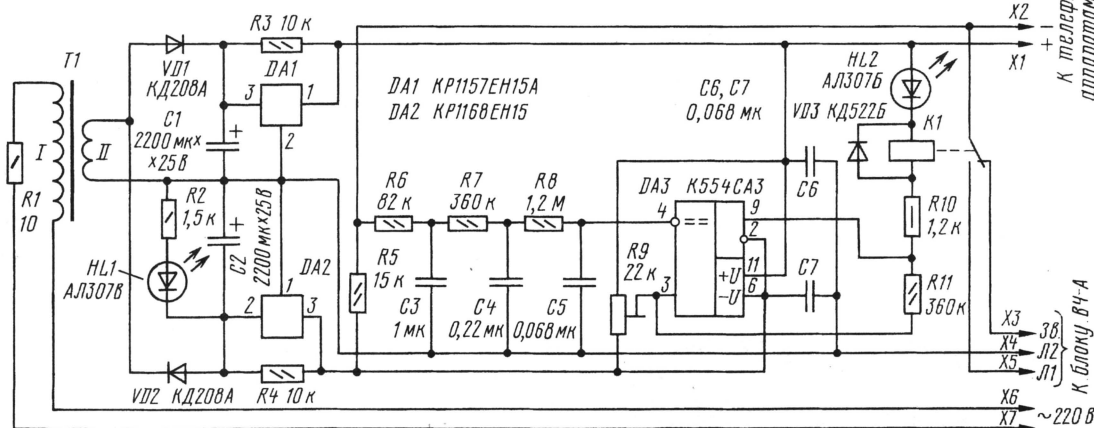 R3 10 к
X2
−
+
X1
К телеф
аппаратам
T1
VD1
КД208А
DA1
3
1
2
DA1 КР1157ЕН15А
DA2 КР1168ЕН15
C6, C7
0,068 мк
HL2
АЛ307Б
VD3 КД522Б
K1
C1
2200 мк×
×25В
I
II
R1
10
R2
1,5 к
C2
2200 мк×25В
HL1
АЛ307В
DA2
1
2
3
R6
82 к
R7
360 к
R8
1,2 М
R5
15 к
C3
1 мк
C4
0,22 мк
C5
0,068 мк
R9
22 к
DA3
К554СА3
4
==
9
2
11
+U
-U
6
3
C6
C7
R10
1,2 к
R11
360 к
VD2
КД208А
R4 10 к
X3
ЗВ
X4
Л2
X5
Л1
К блоку ВЧ-А
X6
X7
~220 В